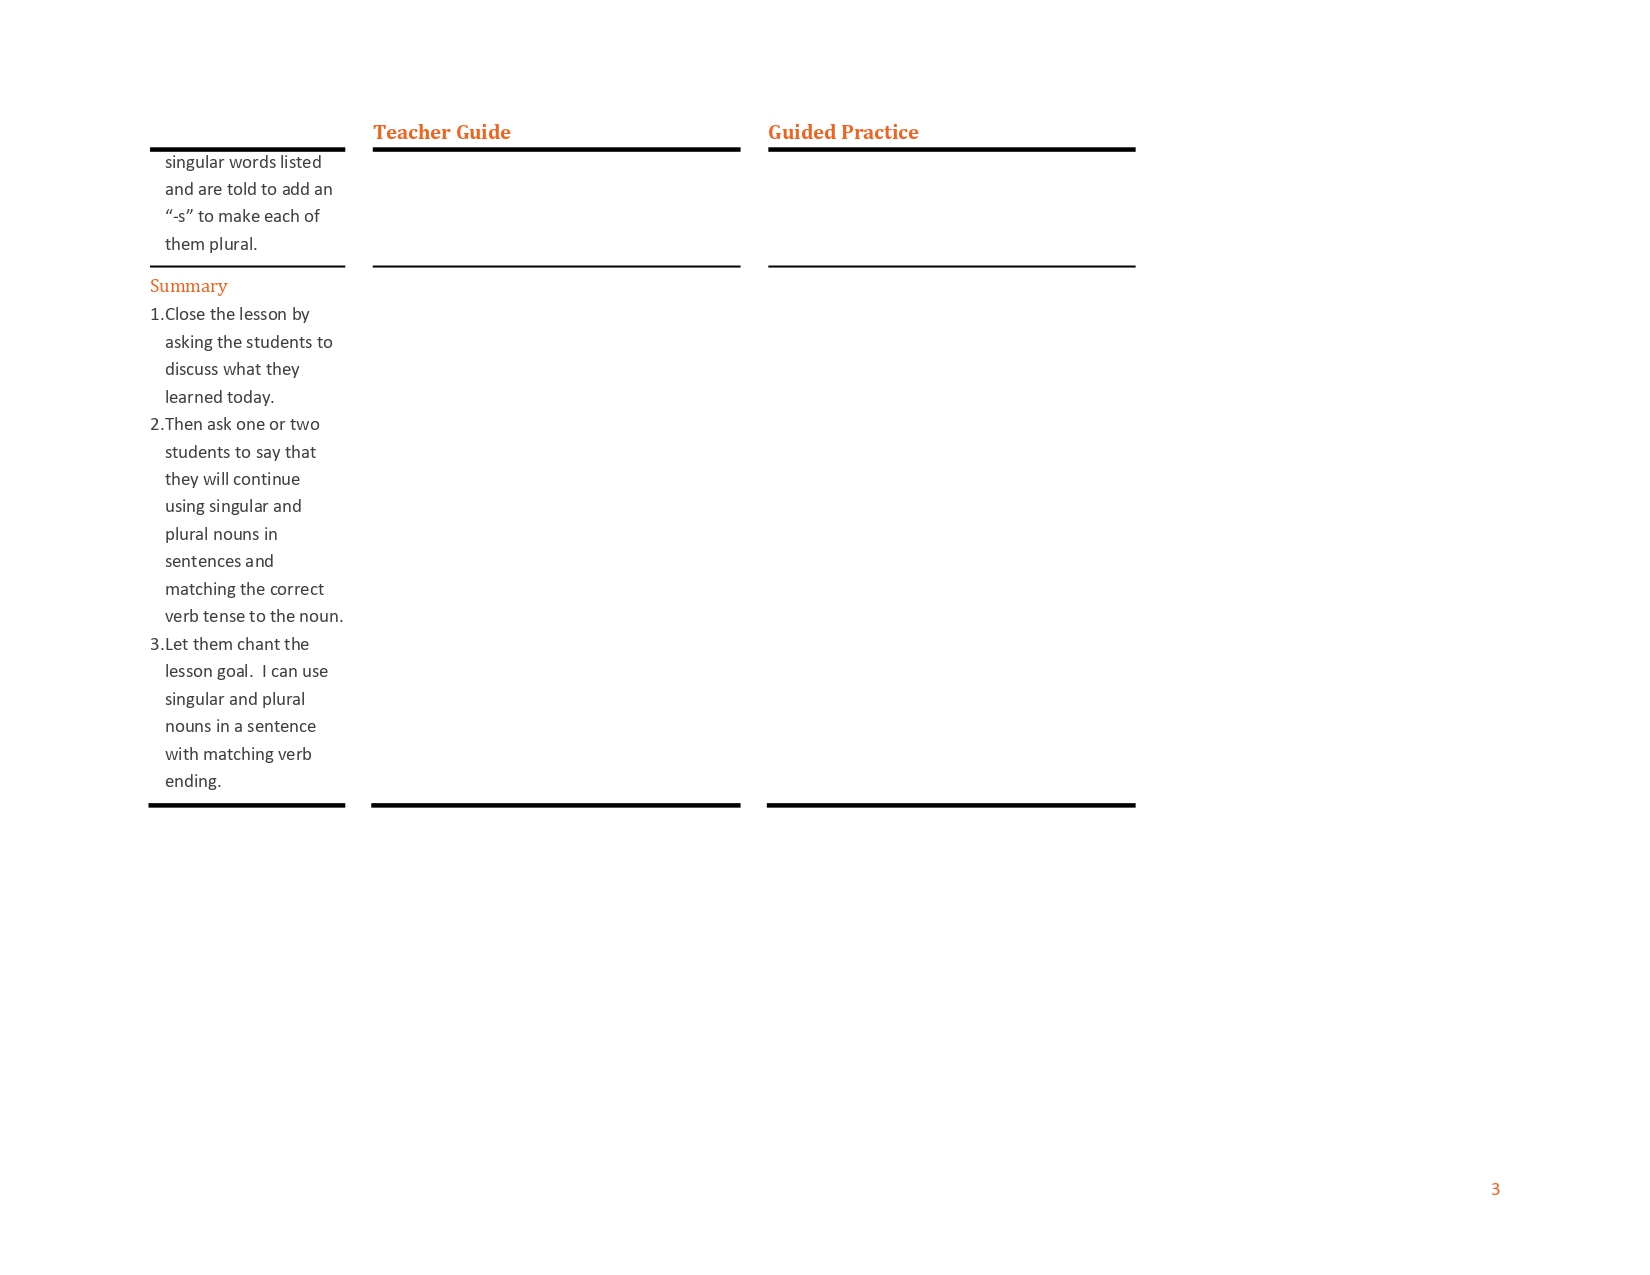 Teacher Guide
Guided Practice
singular words listed
and are told to add an
“-s” to make each of
them plural.
Summary
1.Close the lesson by
asking the students to
discuss what they
learned today.
2.Then ask one or two
students to say that
they will continue
using singular and
plural nouns in
sentences and
matching the correct
verb tense to the noun.
3.Let them chant the
lesson goal.  I can use
singular and plural
nouns in a sentence
with matching verb
ending.
3